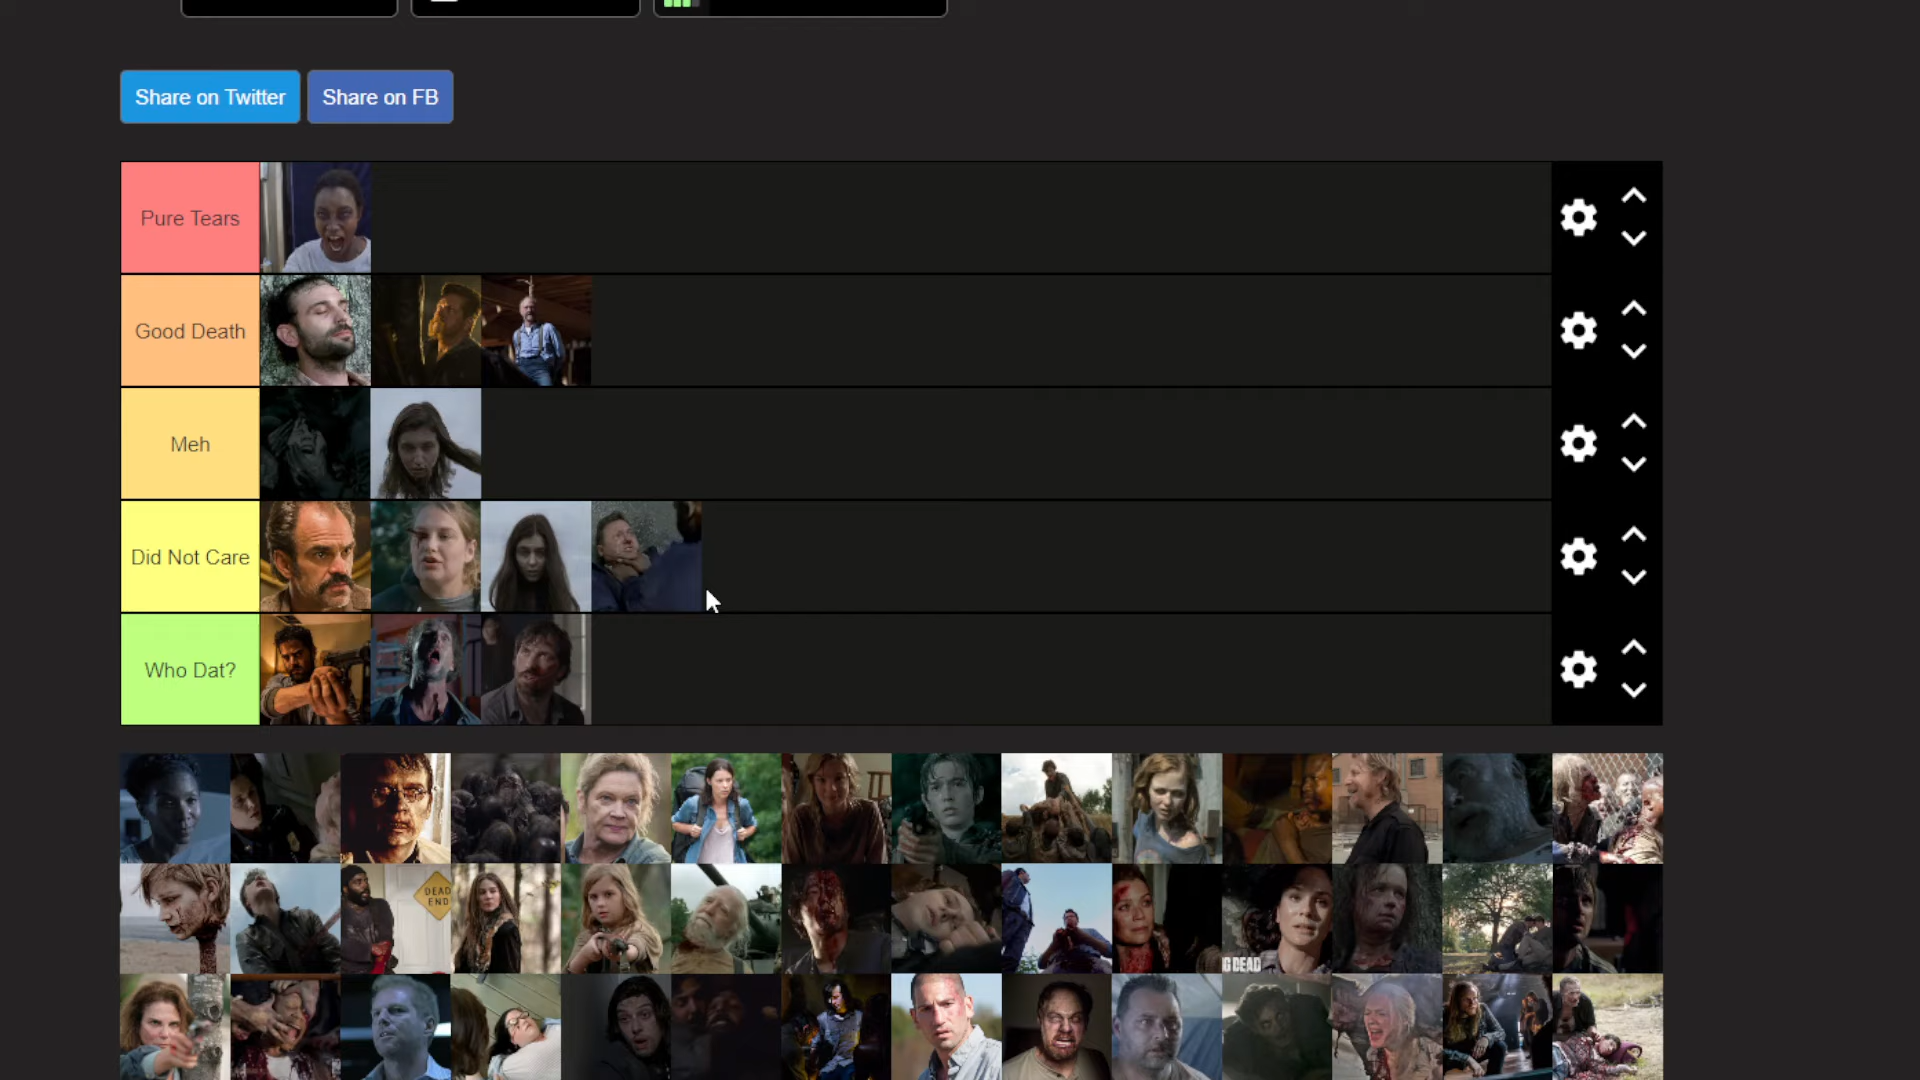 Share on Twitter
Share on FB
Pure Tears
Good Death
Meh
Did Not Care
Who Dat?
DEAD
END
G DEAD